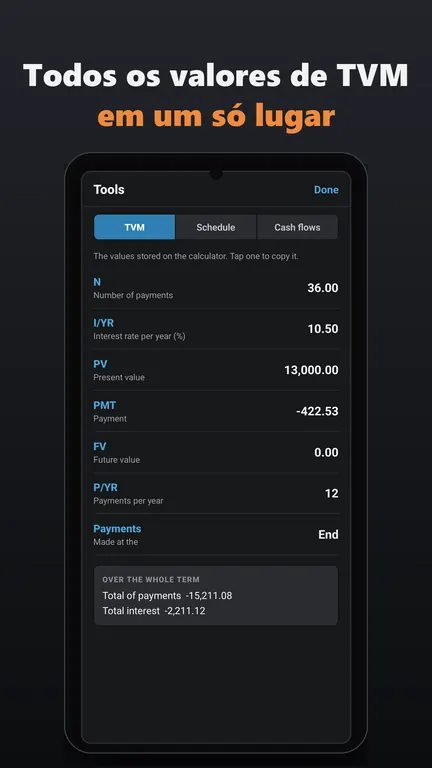 Todos os valores de TVM
em um só lugar
Tools
Done
TVM
Schedule
Cash flows
The values stored on the calculator. Tap one to copy it.
N
Number of payments
36.00
I/YR
Interest rate per year (%)
10.50
PV
Present value
13,000.00
PMT
Payment
-422.53
FV
Future value
0.00
P/YR
Payments per year
12
Payments
Made at the
End
OVER THE WHOLE TERM
Total of payments -15,211.08
Total interest -2,211.12